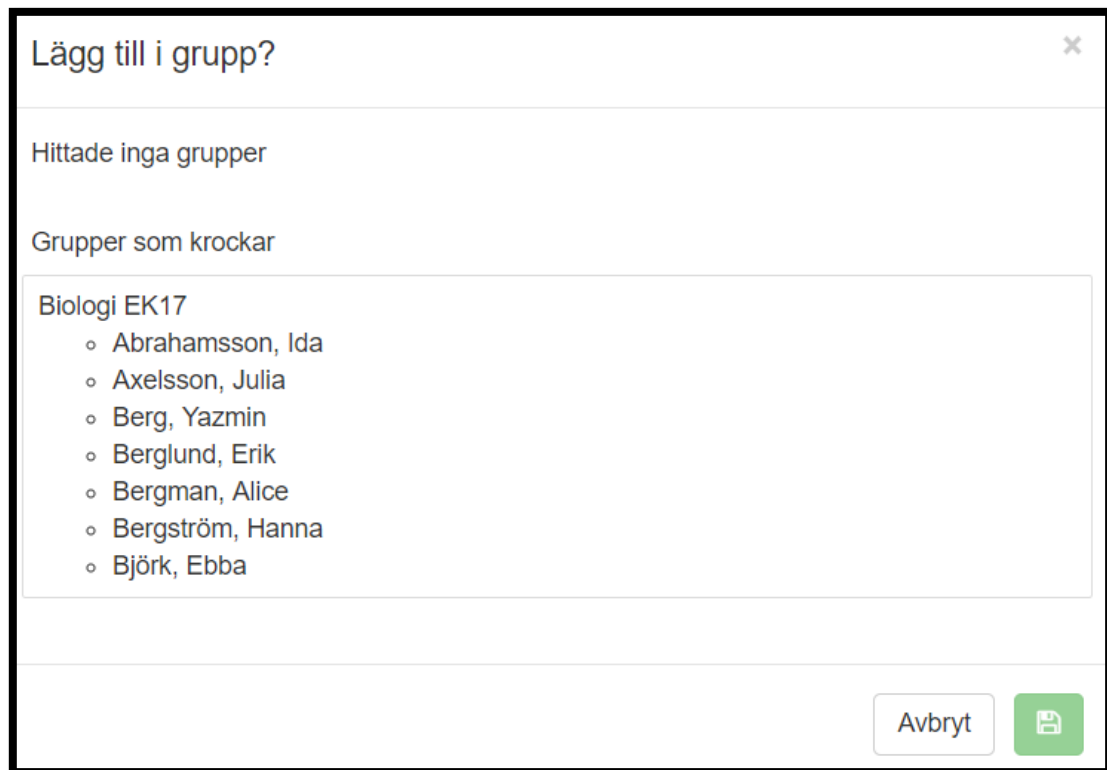 Lägg till i grupp?
Hittade inga grupper
Grupper som krockar
Biologi EK17
Abrahamsson, Ida
Axelsson, Julia
Berg, Yazmin
Berglund, Erik
Bergman, Alice
Bergström, Hanna
Björk, Ebba
Avbryt